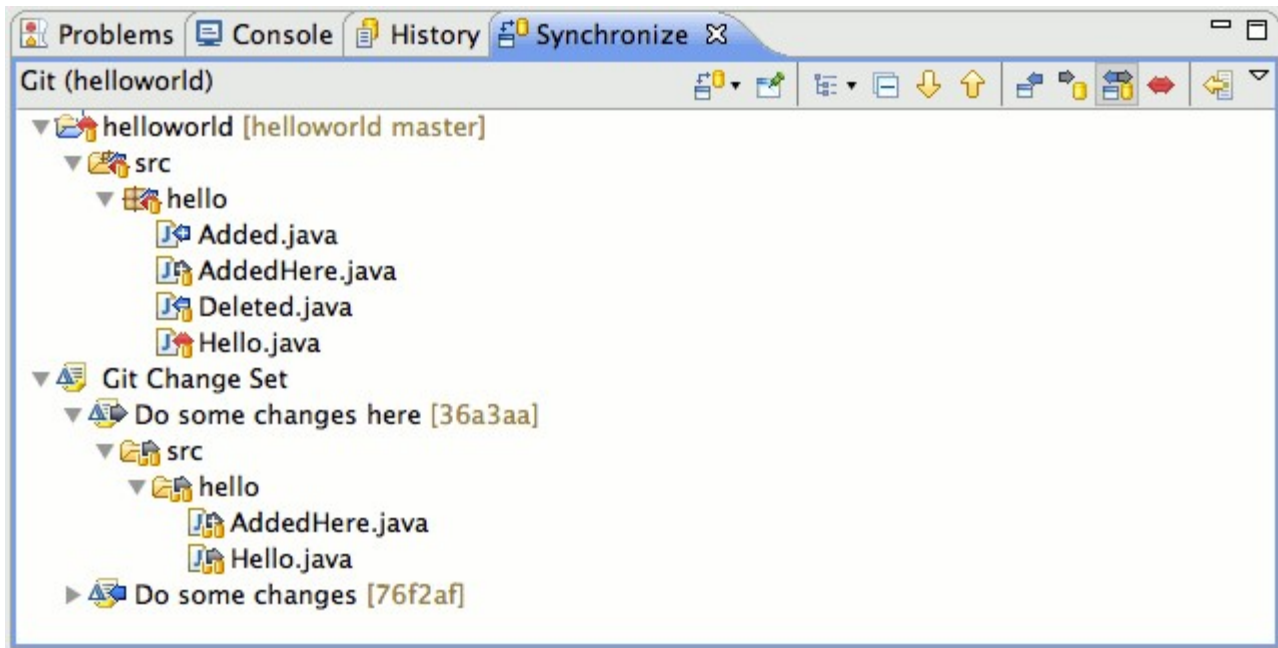 Problems Console History Synchronize
Git (helloworld)
helloworld [helloworld master]
src
hello
Added.java
AddedHere.java
Deleted.java
Hello.java
Git Change Set
Do some changes here [36a3aa]
src
hello
AddedHere.java
Hello.java
Do some changes [76f2af]